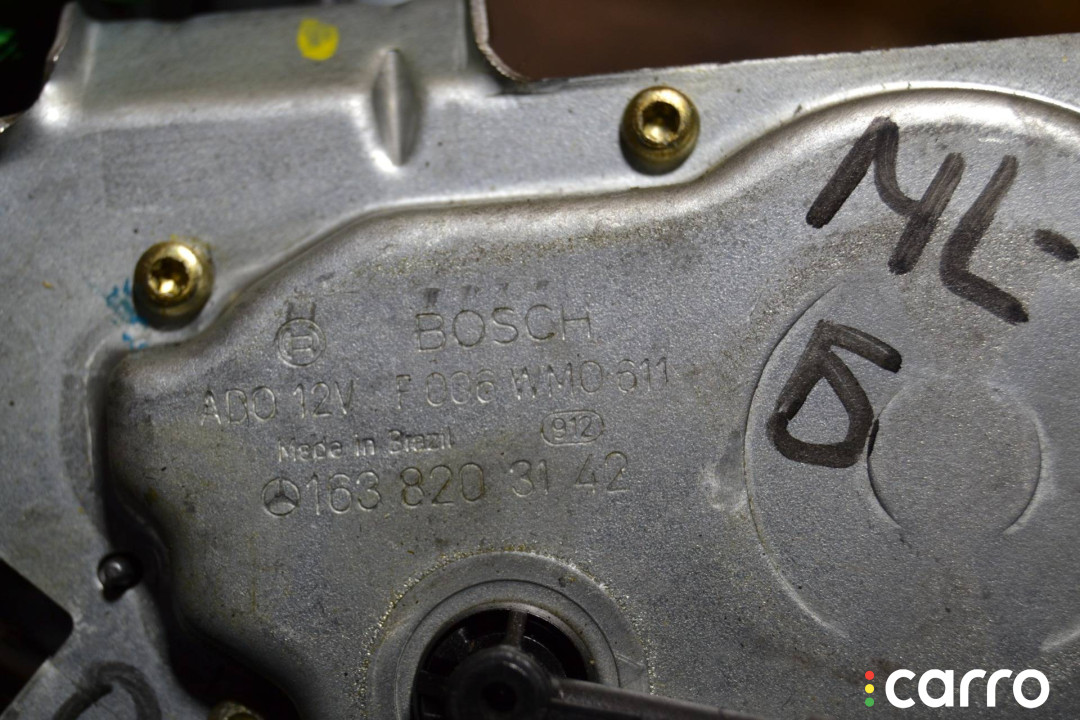 BOSCH
ADO 12V F 006 WM0 611
Made in Brazil 912
163 820 31 42
ML-
Б
carro